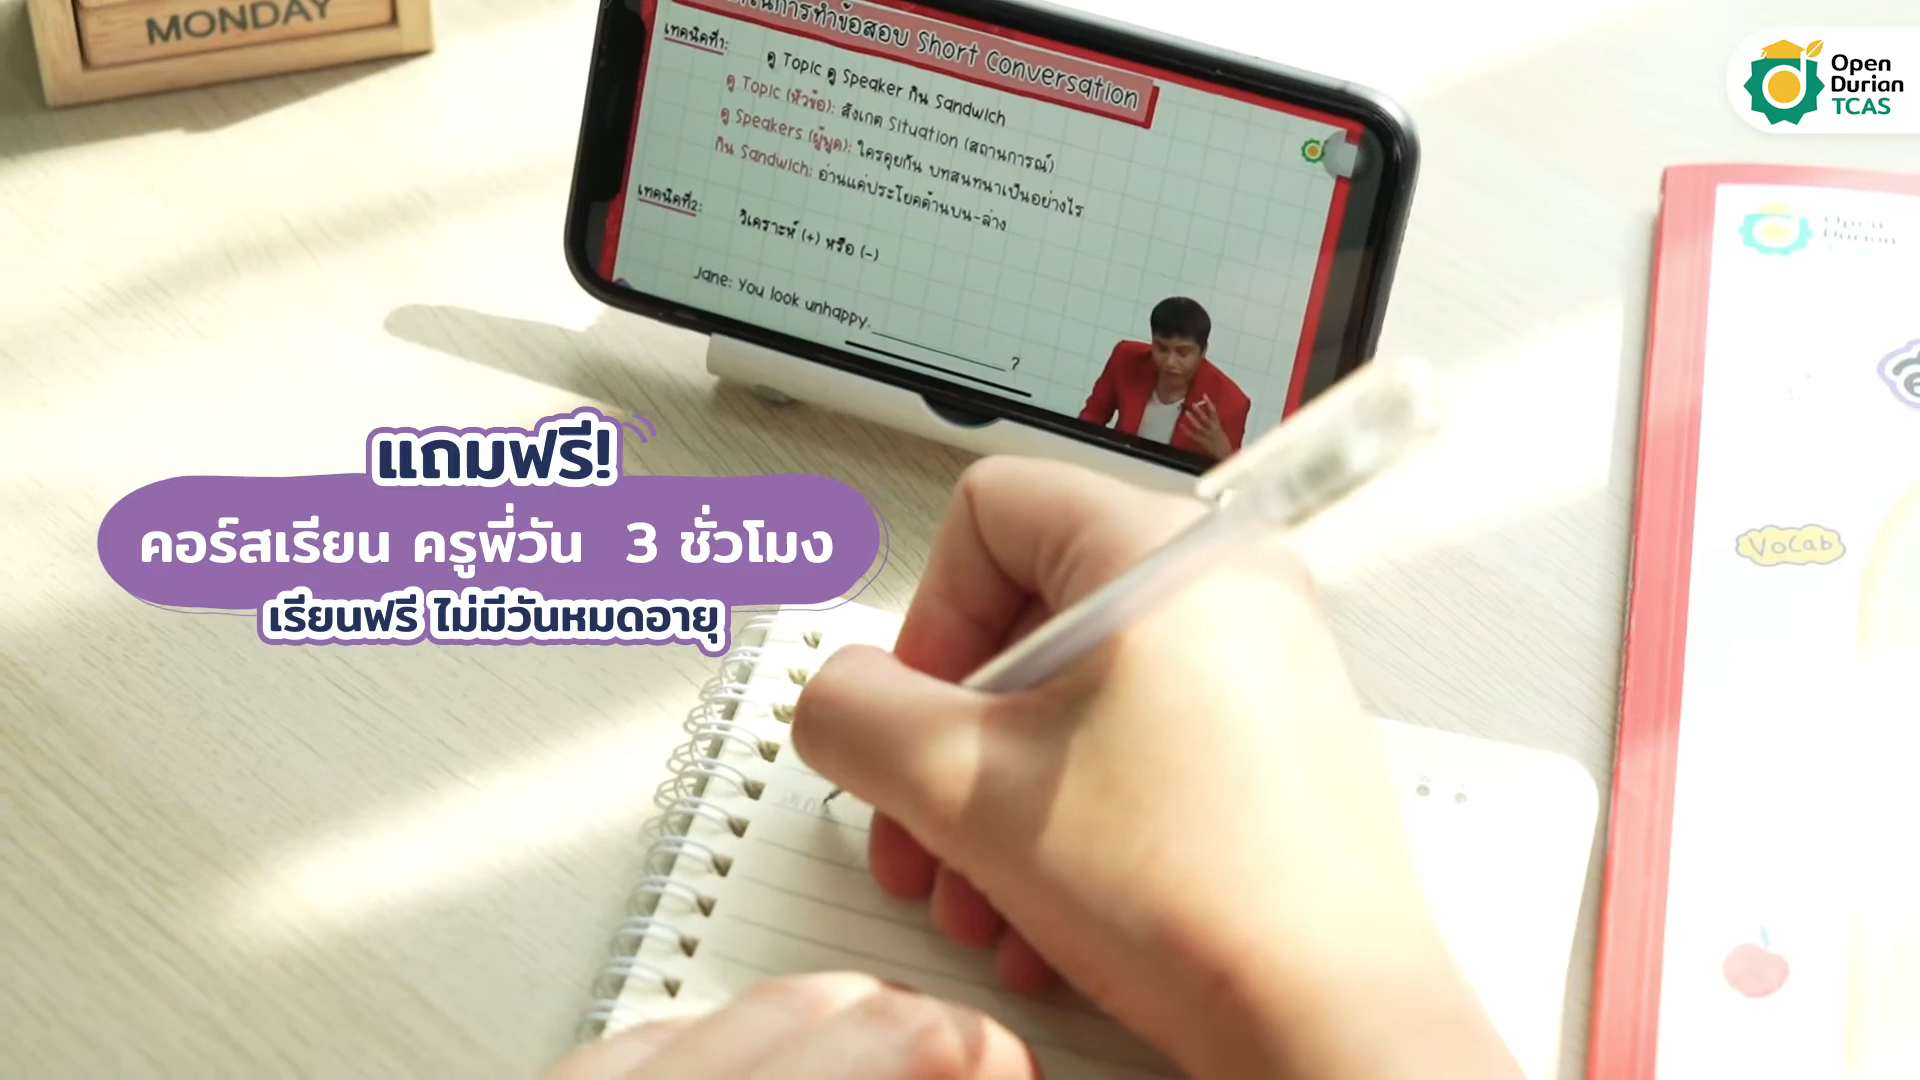 MONDAY
ในการทำข้อสอบ Short Conversation
เทคนิคที่1:
ดู Topic ดู Speaker กิน Sandwich
ดู Topic (หัวข้อ): สังเกต Situation (สถานการณ์)
ดู Speakers (ผู้พูด): ใครคุยกัน บทสนทนาเป็นอย่างไร
กิน Sandwich: อ่านแค่ประโยคด้านบน-ล่าง
เทคนิคที่2:
วิเคราะห์ (+) หรือ (-)
Jane: You look unhappy. ____________ ?
Open
Durian
TCAS
Open
Durian
แถมฟรี!
คอร์สเรียน ครูพี่วัน 3 ชั่วโมง
เรียนฟรี ไม่มีวันหมดอายุ
Vocab